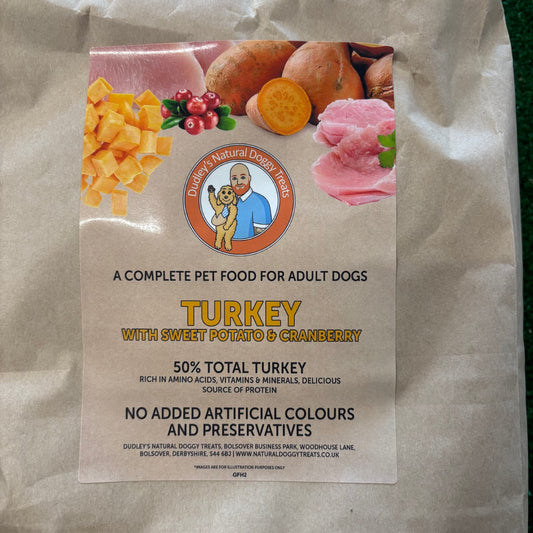 Dudley's Natural Doggy Treats
A COMPLETE PET FOOD FOR ADULT DOGS
TURKEY
WITH SWEET POTATO & CRANBERRY
50% TOTAL TURKEY
RICH IN AMINO ACIDS, VITAMINS & MINERALS, DELICIOUS
SOURCE OF PROTEIN
NO ADDED ARTIFICIAL COLOURS
AND PRESERVATIVES
DUDLEY'S NATURAL DOGGY TREATS, BOLSOVER BUSINESS PARK, WOODHOUSE LANE,
BOLSOVER, DERBYSHIRE, S44 6BJ | WWW.NATURALDOGGYTREATS.CO.UK
*IMAGES ARE FOR ILLUSTRATION PURPOSES ONLY
GFH2